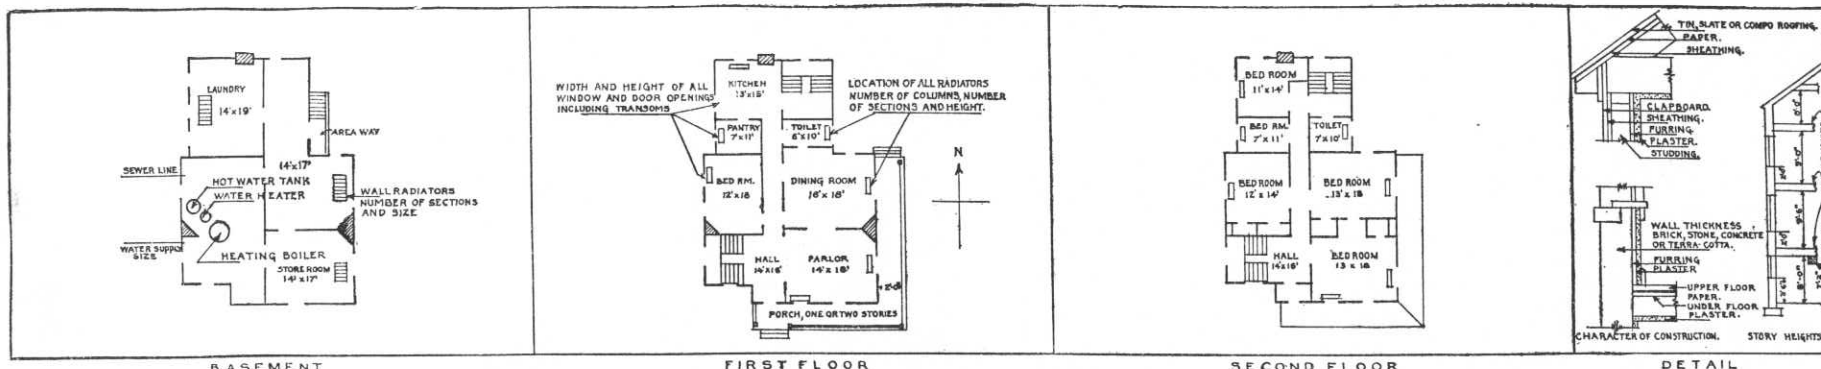 LAUNDRY
14'x19'
AREA WAY
14'x17'
SEWER LINE
HOT WATER TANK
WATER HEATER
WALL RADIATORS
NUMBER OF SECTIONS
AND SIZE
WATER SUPPLY
SIZE
HEATING BOILER
STORE ROOM
14'x17'
BASEMENT
WIDTH AND HEIGHT OF ALL
WINDOW AND DOOR OPENINGS
INCLUDING TRANSOMS
KITCHEN
LOCATION OF ALL RADIATORS
NUMBER OF COLUMNS, NUMBER
OF SECTIONS AND HEIGHT.
PANTRY
7'x11'
TOILET
6'x10'
N
BED RM.
12'x18
DINING ROOM
16'x18'
HALL
14'x16'
PARLOR
14'x18'
PORCH, ONE OR TWO STORIES
FIRST FLOOR
BED ROOM
11'x14'
BED RM.
7'x11'
TOILET
7'x10'
BED ROOM
12'x14'
BED ROOM
13'x18
HALL
14'x16'
BED ROOM
13 x 18
SECOND FLOOR
TIN, SLATE OR COMPO ROOFING.
PAPER.
SHEATHING.
CLAPBOARD.
SHEATHING.
FURRING.
PLASTER.
STUDDING.
WALL THICKNESS
BRICK, STONE, CONCRETE
OR TERRA-COTTA.
FURRING
PLASTER
UPPER FLOOR
PAPER.
UNDER FLOOR
PLASTER.
CHARACTER OF CONSTRUCTION.
STORY HEIGHTS
9'-0"
9'-6"
8'-0"
DETAIL